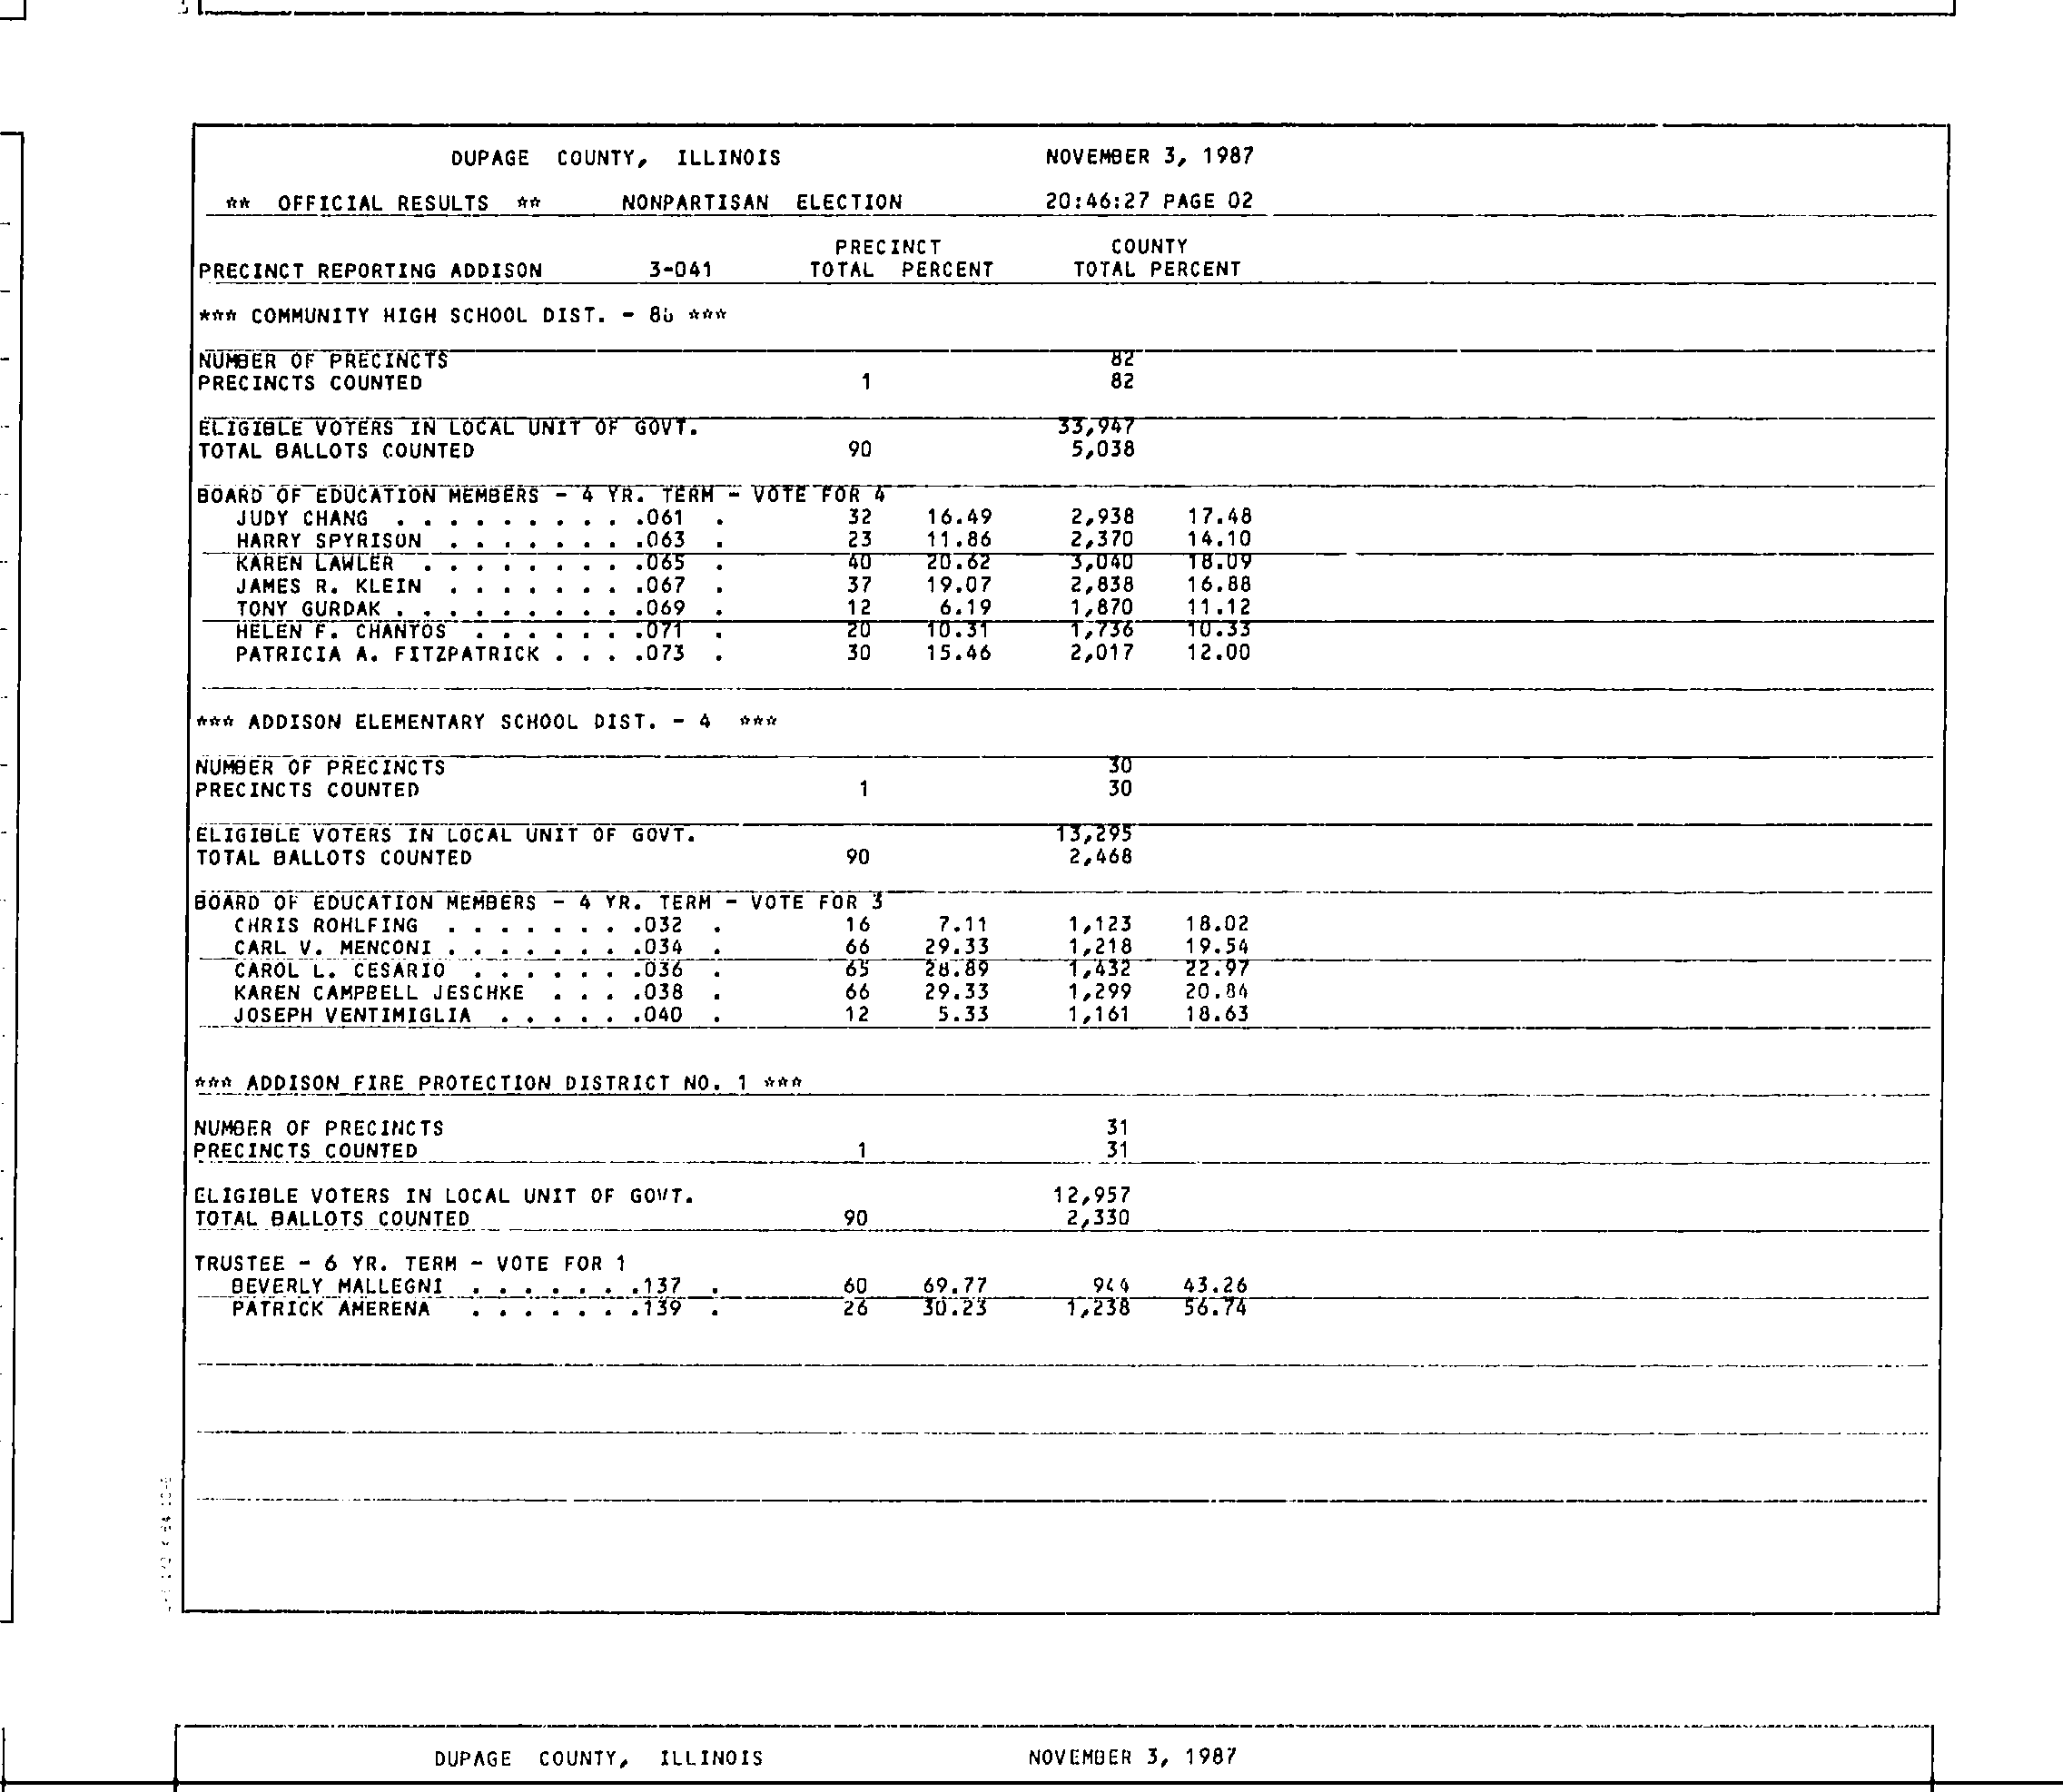 DUPAGE COUNTY, ILLINOIS NOVEMBER 3, 1987
** OFFICIAL RESULTS ** NONPARTISAN ELECTION 20:46:27 PAGE 02
PRECINCT COUNTY
PRECINCT REPORTING ADDISON 3-041 TOTAL PERCENT TOTAL PERCENT
*** COMMUNITY HIGH SCHOOL DIST. - 88 ***
NUMBER OF PRECINCTS 82
PRECINCTS COUNTED 1 82
ELIGIBLE VOTERS IN LOCAL UNIT OF GOVT. 33,947
TOTAL BALLOTS COUNTED 90 5,038
BOARD OF EDUCATION MEMBERS - 4 YR. TERM - VOTE FOR 4
JUDY CHANG . . . . . . . . . .061 . 32 16.49 2,938 17.48
HARRY SPYRISON . . . . . . . .063 . 23 11.86 2,370 14.10
KAREN LAWLER . . . . . . . . .065 . 40 20.62 3,040 18.09
JAMES R. KLEIN . . . . . . . .067 . 37 19.07 2,838 16.88
TONY GURDAK . . . . . . . . . .069 . 12 6.19 1,870 11.12
HELEN F. CHANTOS . . . . . . .071 . 20 10.31 1,736 10.33
PATRICIA A. FITZPATRICK . . . .073 . 30 15.46 2,017 12.00
*** ADDISON ELEMENTARY SCHOOL DIST. - 4 ***
NUMBER OF PRECINCTS 30
PRECINCTS COUNTED 1 30
ELIGIBLE VOTERS IN LOCAL UNIT OF GOVT. 13,295
TOTAL BALLOTS COUNTED 90 2,468
BOARD OF EDUCATION MEMBERS - 4 YR. TERM - VOTE FOR 3
CHRIS ROHLFING . . . . . . . .032 . 16 7.11 1,123 18.02
CARL V. MENCONI . . . . . . . .034 . 66 29.33 1,218 19.54
CAROL L. CESARIO . . . . . . .036 . 65 28.89 1,432 22.97
KAREN CAMPBELL JESCHKE . . . .038 . 66 29.33 1,299 20.84
JOSEPH VENTIMIGLIA . . . . . .040 . 12 5.33 1,161 18.63
*** ADDISON FIRE PROTECTION DISTRICT NO. 1 ***
NUMBER OF PRECINCTS 31
PRECINCTS COUNTED 1 31
ELIGIBLE VOTERS IN LOCAL UNIT OF GOVT. 12,957
TOTAL BALLOTS COUNTED 90 2,330
TRUSTEE - 6 YR. TERM - VOTE FOR 1
BEVERLY MALLEGNI . . . . . . .137 . 60 69.77 944 43.26
PATRICK AMERENA . . . . . . .139 . 26 30.23 1,238 56.74
DUPAGE COUNTY, ILLINOIS NOVEMBER 3, 1987